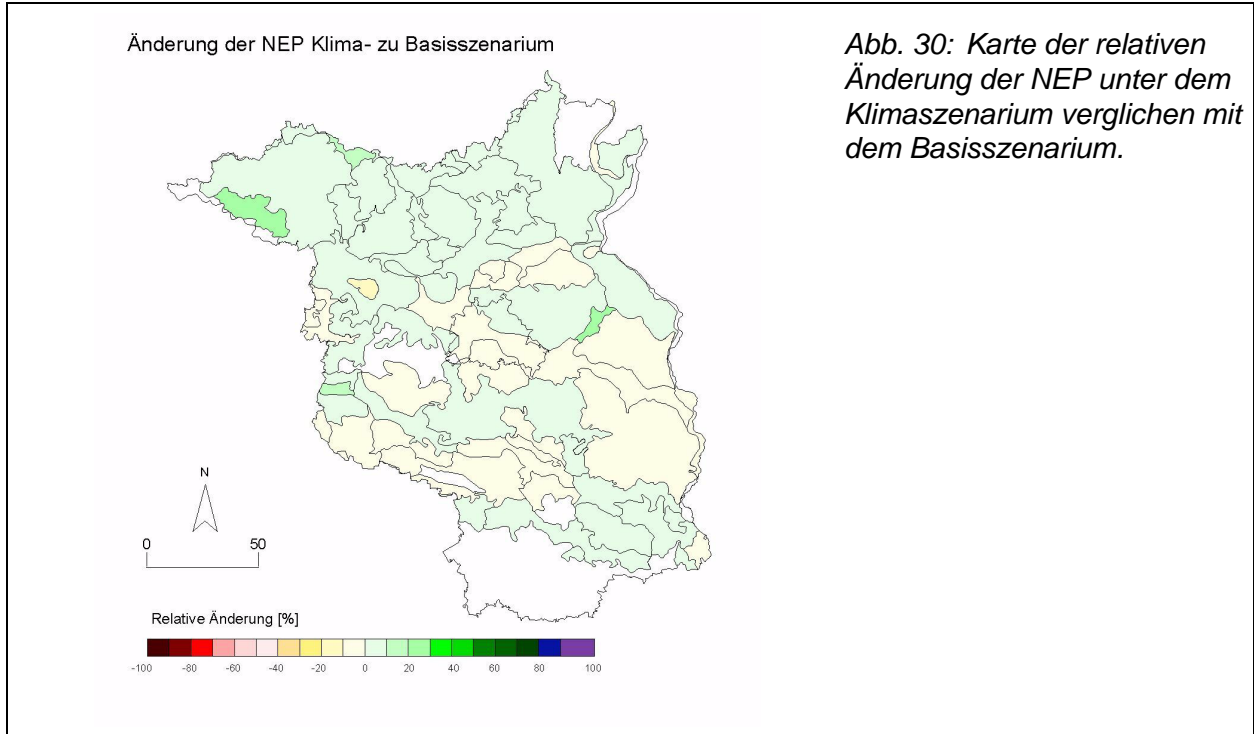 Änderung der NEP Klima- zu Basisszenarium
Abb. 30: Karte der relativen
Änderung der NEP unter dem
Klimaszenarium verglichen mit
dem Basisszenarium.
N
0 50
Relative Änderung [%]
-100 -80 -60 -40 -20 0 20 40 60 80 100